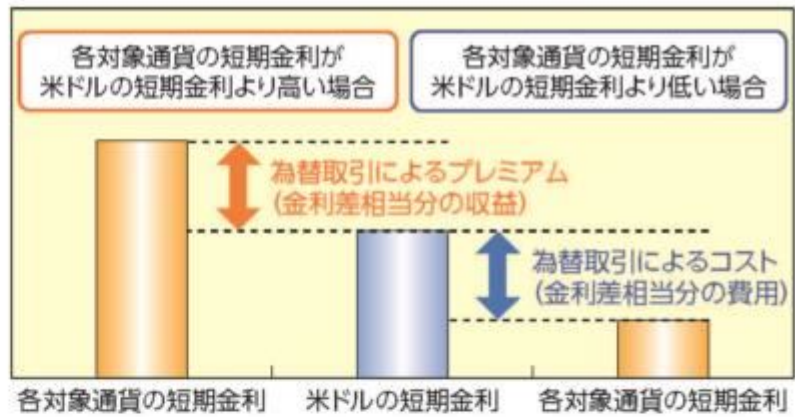 各対象通貨の短期金利が
米ドルの短期金利より高い場合
各対象通貨の短期金利が
米ドルの短期金利より低い場合
為替取引によるプレミアム
(金利差相当分の収益)
為替取引によるコスト
(金利差相当分の費用)
各対象通貨の短期金利
米ドルの短期金利
各対象通貨の短期金利